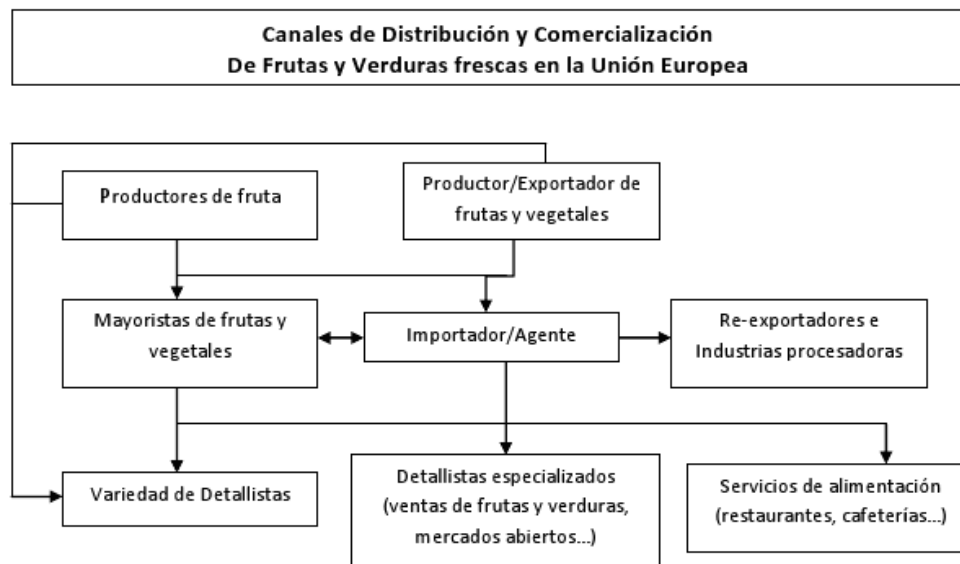 Canales de Distribución y Comercialización
De Frutas y Verduras frescas en la Unión Europea
Productores de fruta
Productor/Exportador de
frutas y vegetales
Mayoristas de frutas y
vegetales
Importador/Agente
Re-exportadores e
Industrias procesadoras
Variedad de Detallistas
Detallistas especializados
(ventas de frutas y verduras,
mercados abiertos...)
Servicios de alimentación
(restaurantes, cafeterías...)